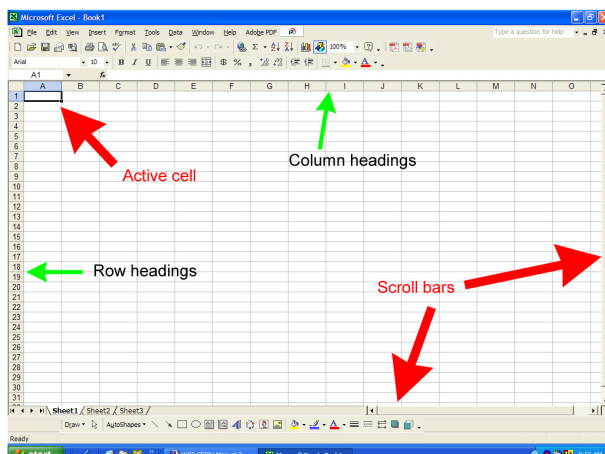 Microsoft Excel - Book1
File Edit View Insert Format Tools Data Window Help Adobe PDF Type a question for help
100%
Arial 10 B I U $ % ,
A1 fx
A B C D E F G H I J K L M N O
1
2
3
4
5
6
7
8
9
10
11
12
13
14
15
16
17
18
19
20
21
22
23
24
25
26
27
28
29
30
31
Column headings
Active cell
Row headings
Scroll bars
Sheet1 Sheet2 Sheet3
Draw AutoShapes
Ready
start